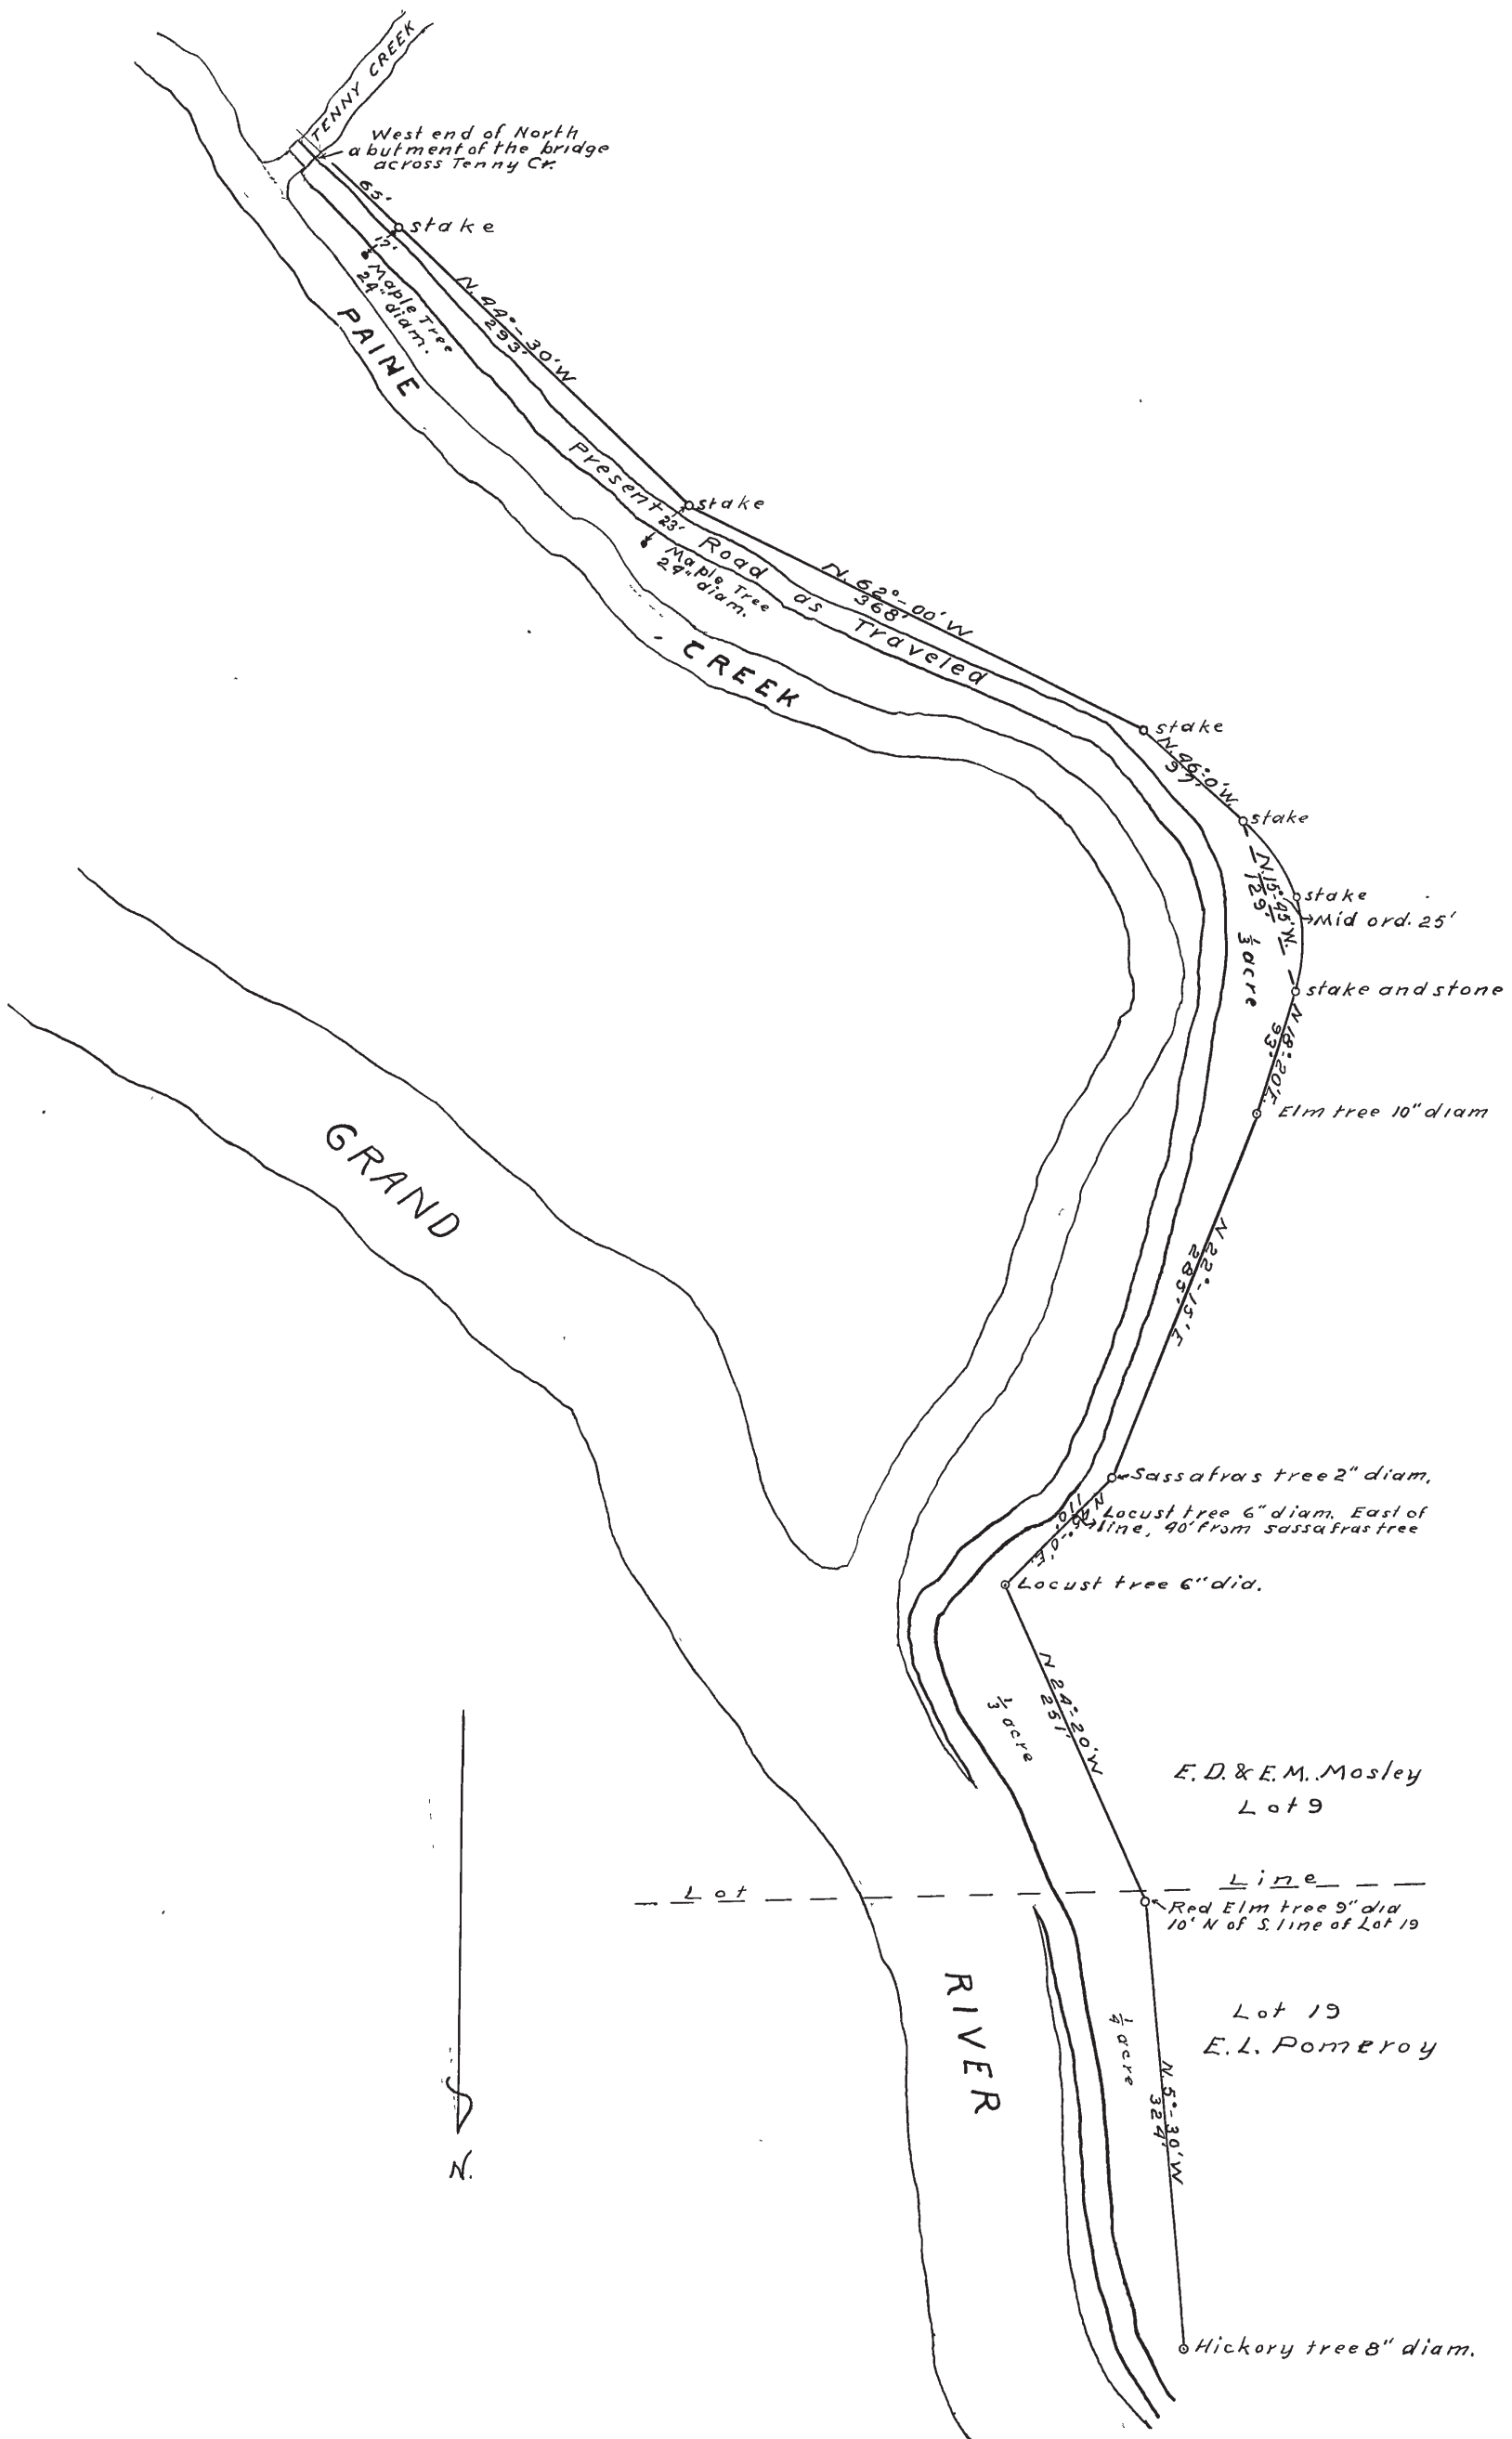 TENNY CREEK
West end of North
abutment of the bridge
across Tenny Cr.
65'
stake
17'
Maple Tree
24" diam.
N. 44°-30' W
293'
PAINE
stake
23'
Maple Tree
24" diam.
Present Road as Traveled
N. 62°-00' W
368'
CREEK
stake
N. 46°-0' W.
97'
stake
N. 15°-45' W.
129'
stake
Mid ord. 25'
1/3 acre
stake and stone
N 18°-20' E.
93'
Elm tree 10" diam
GRAND
N 22°-15' E
285'
Sassafras tree 2" diam.
Locust tree 6" diam. East of
line, 40' from sassafras tree
Locust tree 6" dia.
N 24°-20' W
251'
1/3 acre
E. D. & E. M. Mosley
Lot 9
Lot Line
Red Elm tree 9" dia
10' N of S. line of Lot 19
RIVER
Lot 19
E. L. Pomeroy
1/4 acre
N. 5°-30' W
324'
N.
Hickory tree 8" diam.